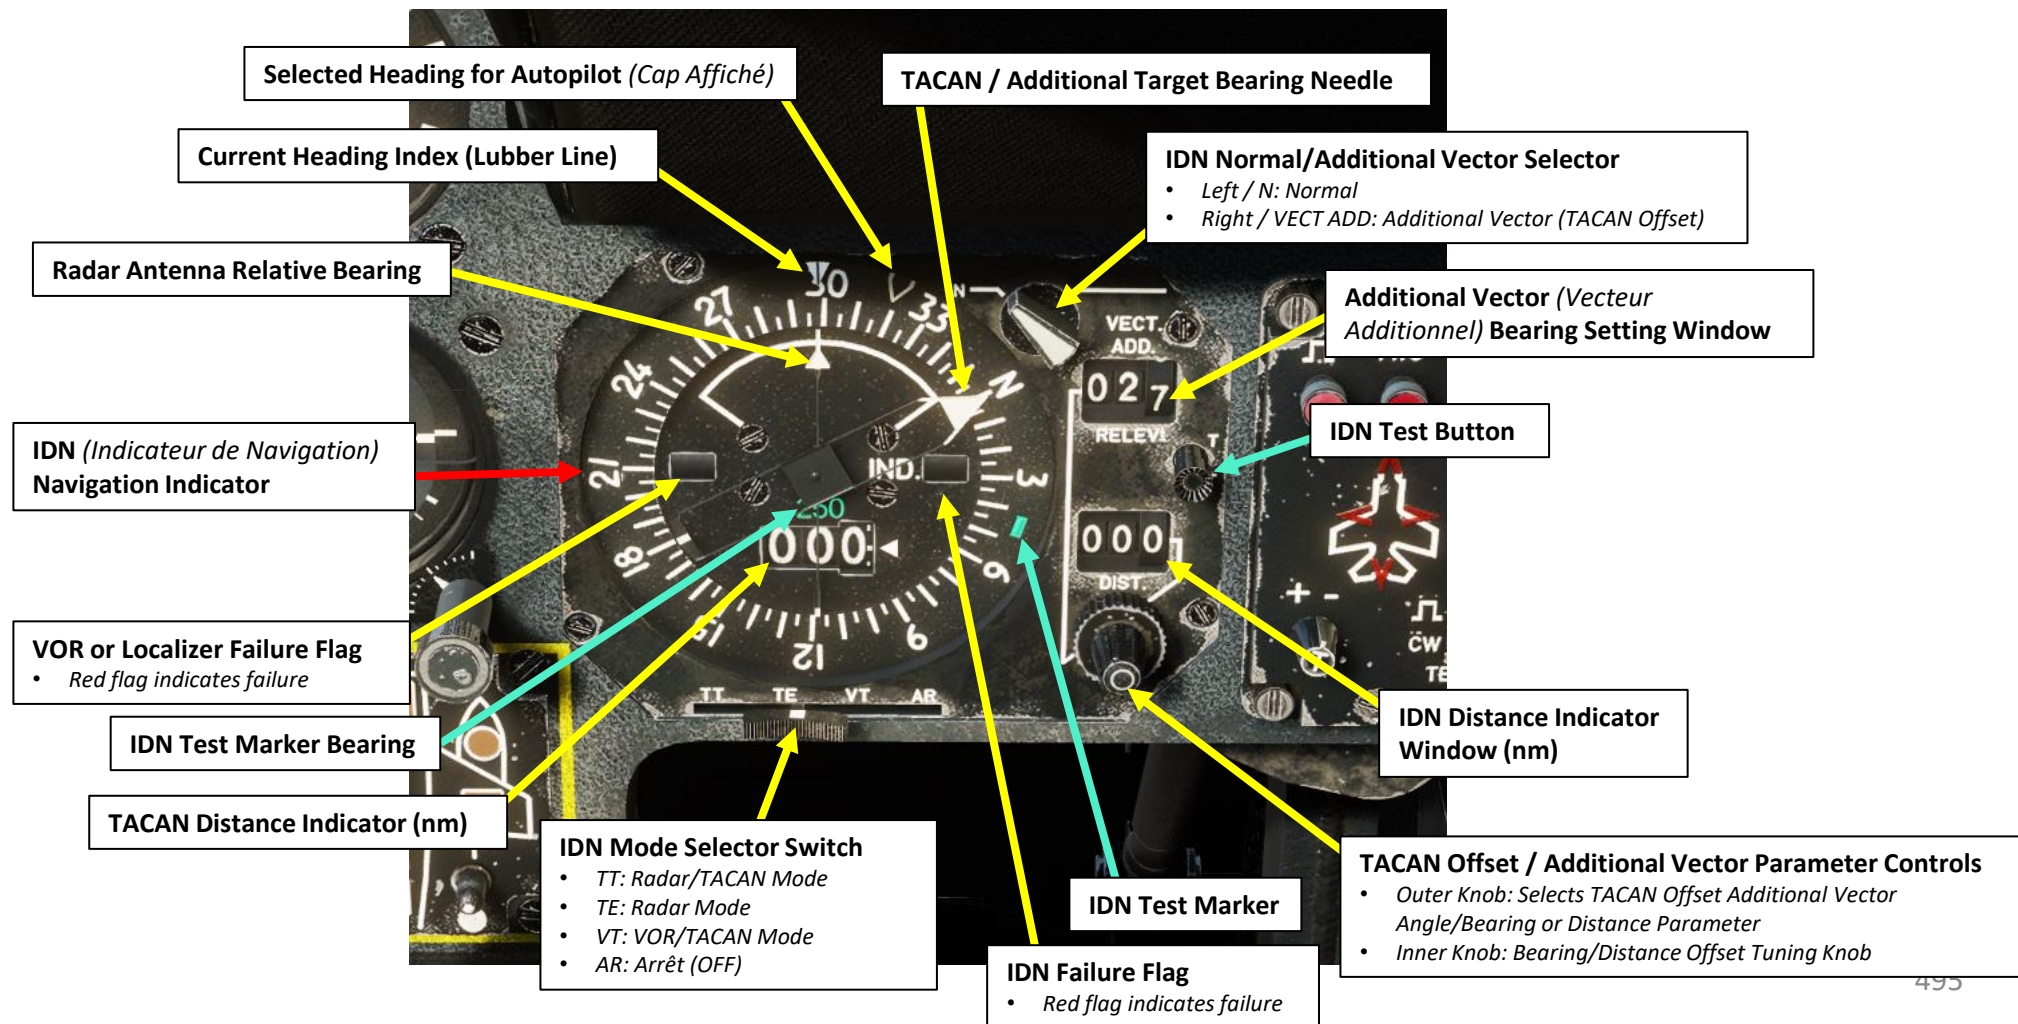 Selected Heading for Autopilot (Cap Affiché)
TACAN / Additional Target Bearing Needle
Current Heading Index (Lubber Line)
IDN Normal/Additional Vector Selector
• Left / N: Normal
• Right / VECT ADD: Additional Vector (TACAN Offset)
Radar Antenna Relative Bearing
Additional Vector (Vecteur
Additionnel) Bearing Setting Window
IDN Test Button
IDN (Indicateur de Navigation)
Navigation Indicator
VOR or Localizer Failure Flag
• Red flag indicates failure
IDN Test Marker Bearing
TACAN Distance Indicator (nm)
IDN Mode Selector Switch
• TT: Radar/TACAN Mode
• TE: Radar Mode
• VT: VOR/TACAN Mode
• AR: Arrêt (OFF)
IDN Test Marker
IDN Failure Flag
• Red flag indicates failure
IDN Distance Indicator
Window (nm)
TACAN Offset / Additional Vector Parameter Controls
• Outer Knob: Selects TACAN Offset Additional Vector
Angle/Bearing or Distance Parameter
• Inner Knob: Bearing/Distance Offset Tuning Knob
30
33
N
3
6
9
12
15
18
21
24
27
N
VECT.
ADD.
027
RELEVT.
T
IND.
260
000
000
DIST.
TT TE VT AR
+ -
CW
495